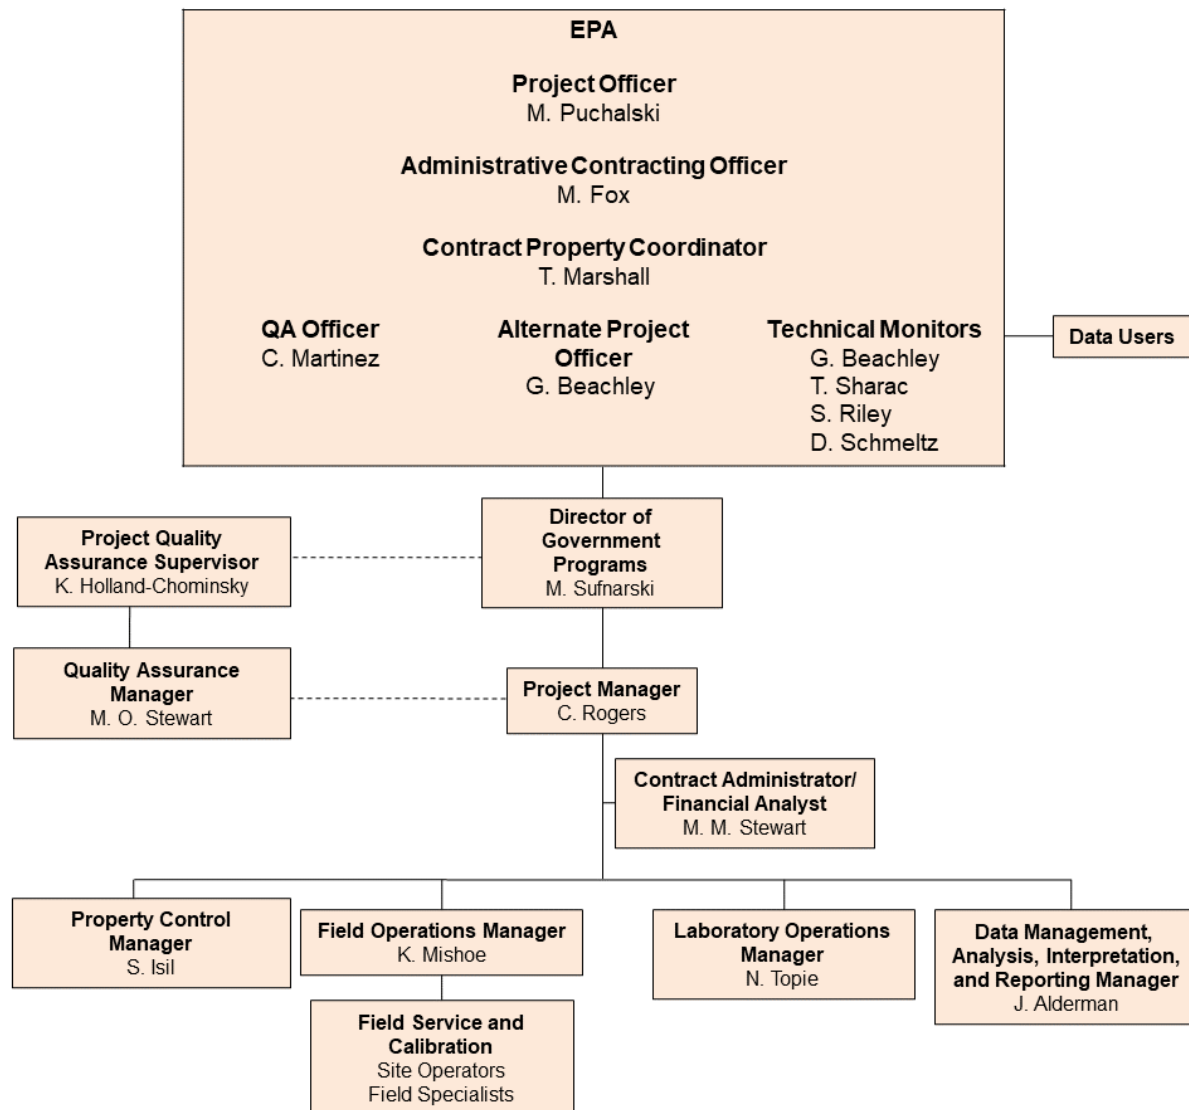 EPA
Project Officer
M. Puchalski
Administrative Contracting Officer
M. Fox
Contract Property Coordinator
T. Marshall
QA Officer
C. Martinez
Alternate Project
Officer
G. Beachley
Technical Monitors
G. Beachley
T. Sharac
S. Riley
D. Schmeltz
Data Users
Director of
Government
Programs
M. Sufnarski
Project Quality
Assurance Supervisor
K. Holland-Chominsky
Quality Assurance
Manager
M. O. Stewart
Project Manager
C. Rogers
Contract Administrator/
Financial Analyst
M. M. Stewart
Property Control
Manager
S. Isil
Field Operations Manager
K. Mishoe
Field Service and
Calibration
Site Operators
Field Specialists
Laboratory Operations
Manager
N. Topie
Data Management,
Analysis, Interpretation,
and Reporting Manager
J. Alderman